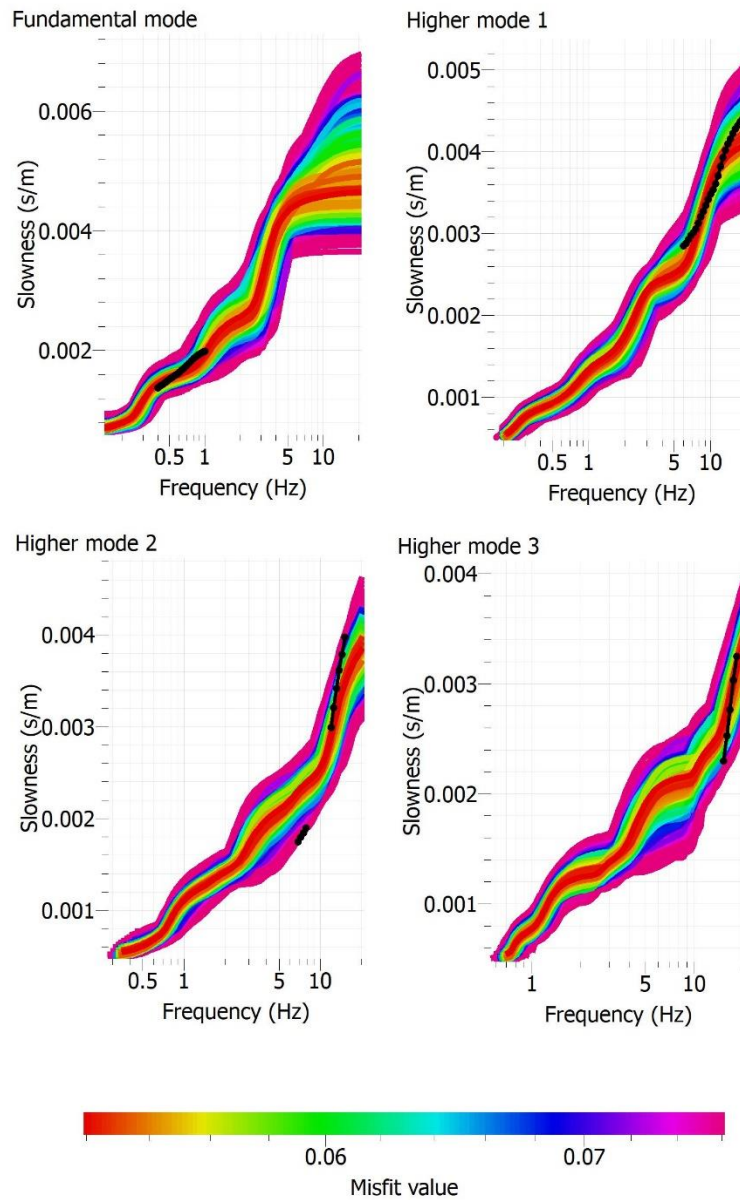 Fundamental mode
0.006
0.004
0.002
Slowness (s/m)
0.5 1 5 10
Frequency (Hz)
Higher mode 1
0.005
0.004
0.003
0.002
0.001
Slowness (s/m)
0.5 1 5 10
Frequency (Hz)
Higher mode 2
0.004
0.003
0.002
0.001
Slowness (s/m)
0.5 1 5 10
Frequency (Hz)
Higher mode 3
0.004
0.003
0.002
0.001
Slowness (s/m)
1 5 10
Frequency (Hz)
0.06 0.07
Misfit value